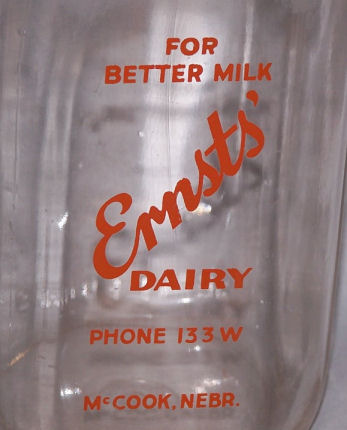 FOR
BETTER MILK
Ernsts'
DAIRY
PHONE 133W
McCOOK, NEBR.